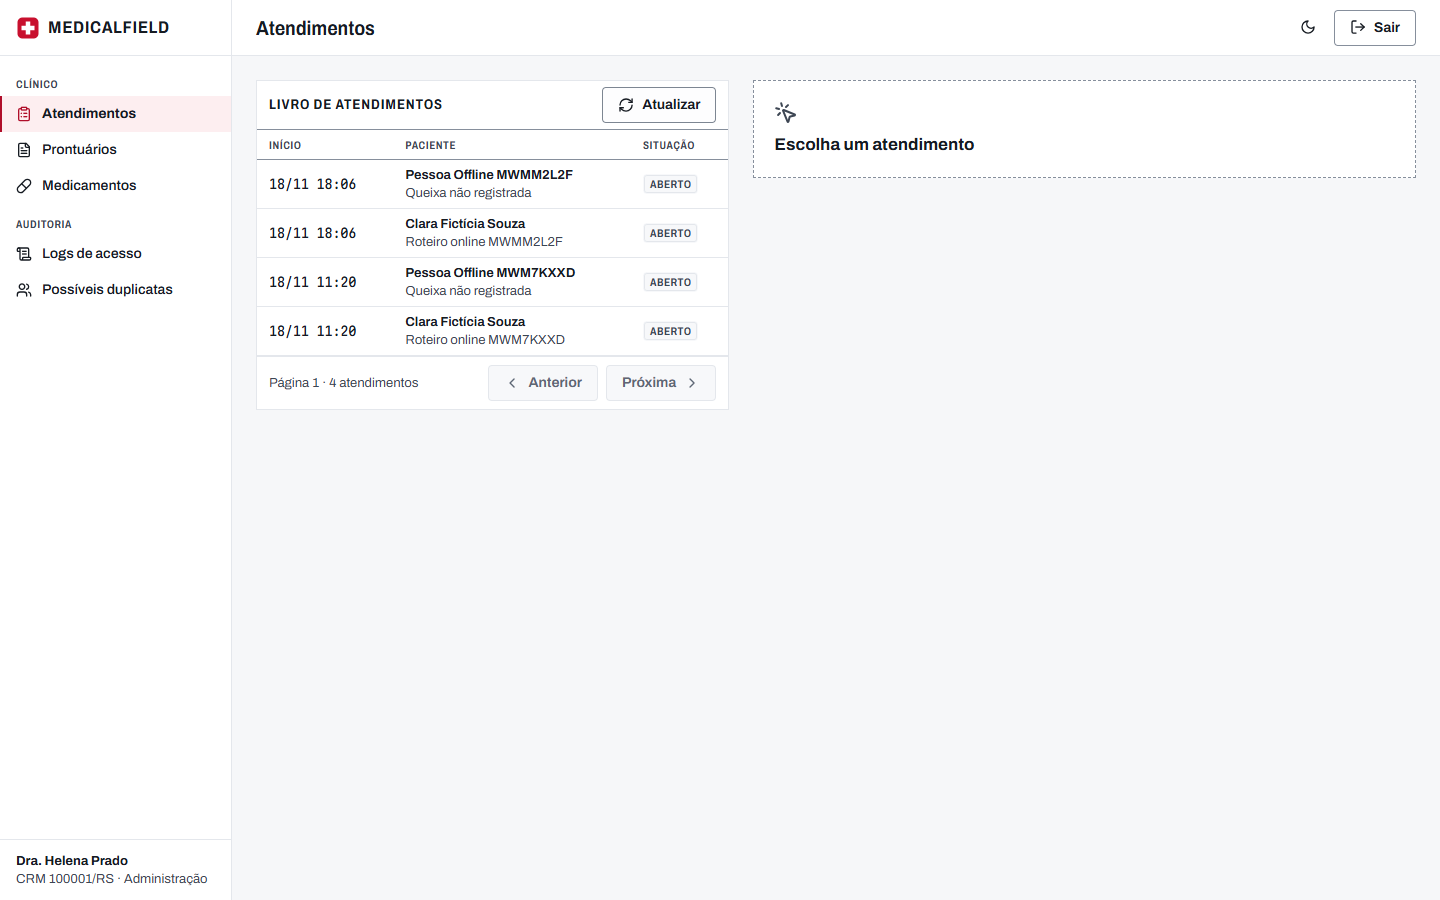 MEDICALFIELD
CLÍNICO
Atendimentos
Prontuários
Medicamentos
AUDITORIA
Logs de acesso
Possíveis duplicatas
Dra. Helena Prado
CRM 100001/RS · Administração
Atendimentos
Sair
LIVRO DE ATENDIMENTOS
Atualizar
INÍCIO PACIENTE SITUAÇÃO
18/11 18:06 Pessoa Offline MWMM2L2F ABERTO
Queixa não registrada
18/11 18:06 Clara Fictícia Souza ABERTO
Roteiro online MWMM2L2F
18/11 11:20 Pessoa Offline MWM7KXXD ABERTO
Queixa não registrada
18/11 11:20 Clara Fictícia Souza ABERTO
Roteiro online MWM7KXXD
Página 1 · 4 atendimentos Anterior Próxima
Escolha um atendimento